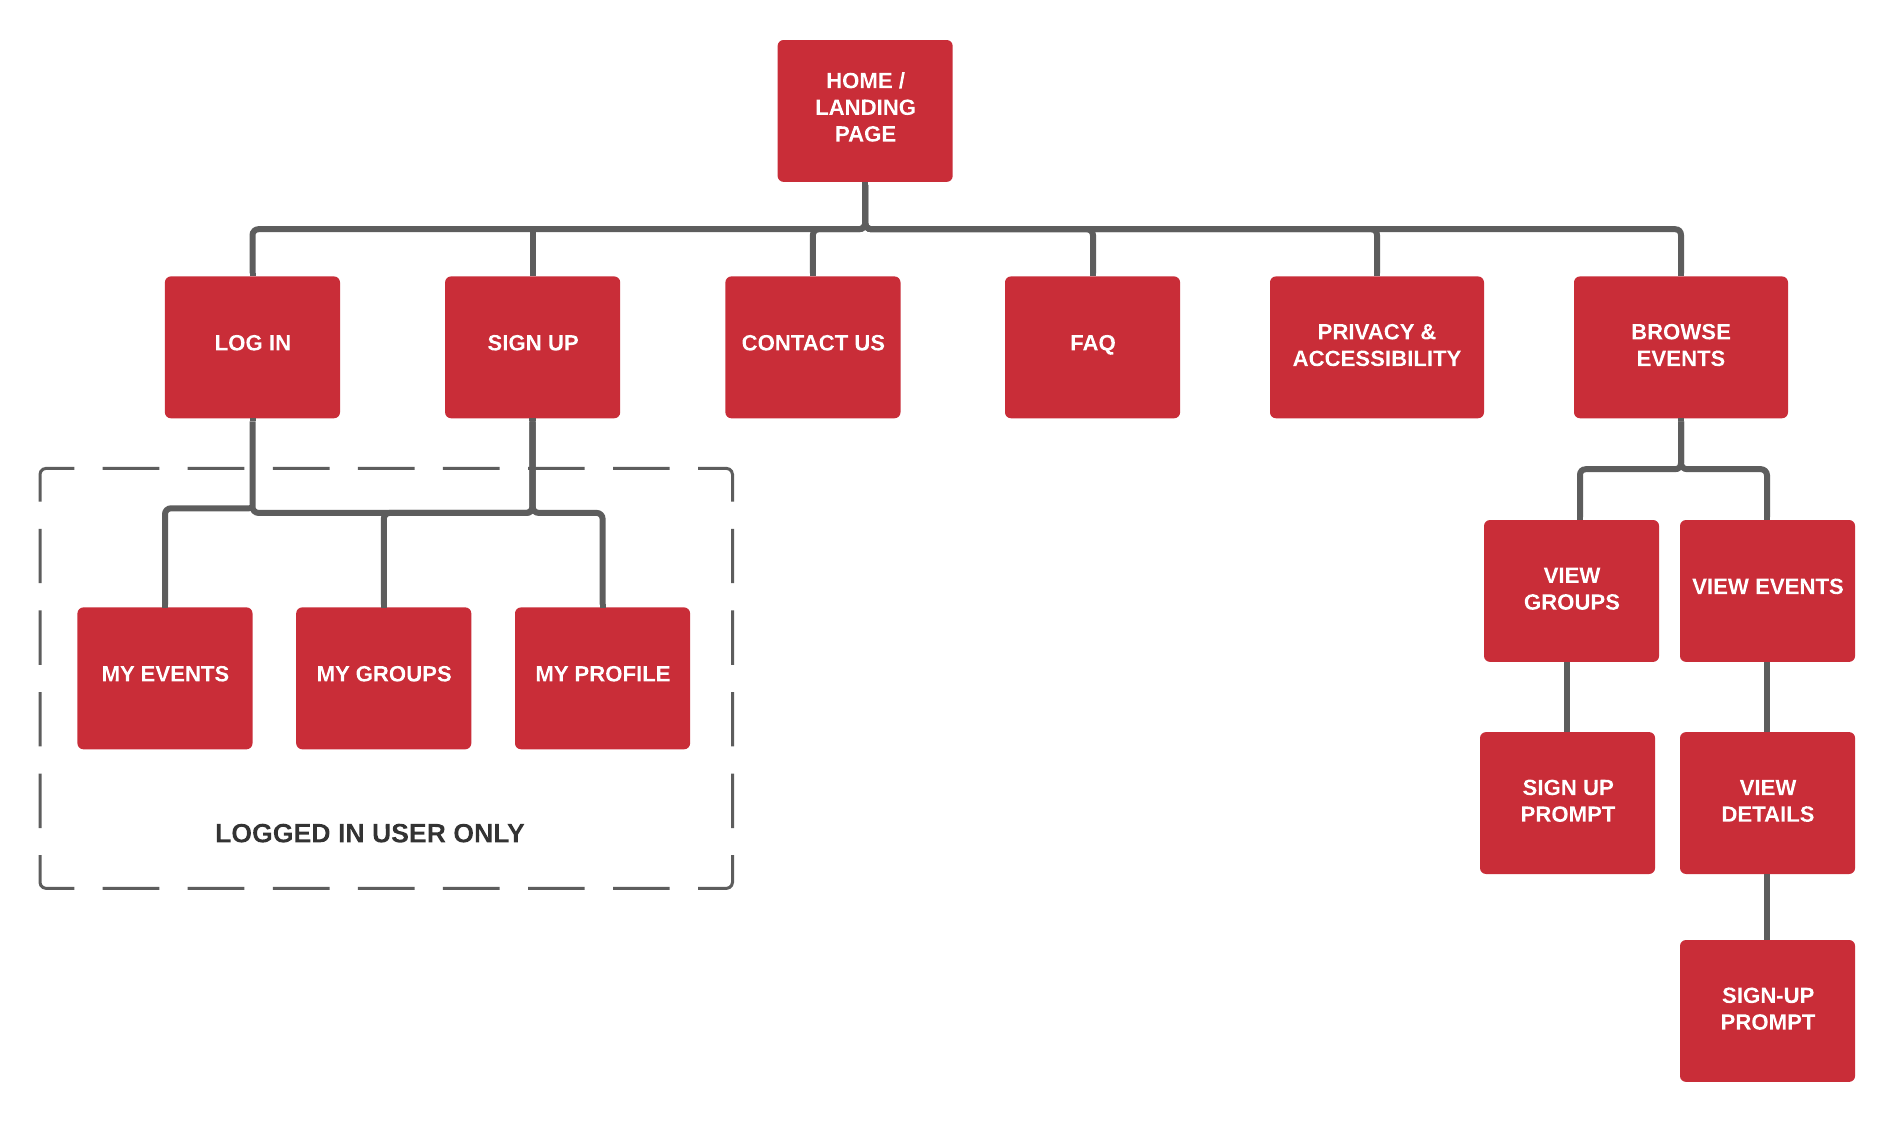 HOME /
LANDING
PAGE
LOG IN
SIGN UP
CONTACT US
FAQ
PRIVACY &
ACCESSIBILITY
BROWSE
EVENTS
VIEW
GROUPS
VIEW EVENTS
MY EVENTS
MY GROUPS
MY PROFILE
SIGN UP
PROMPT
VIEW
DETAILS
LOGGED IN USER ONLY
SIGN-UP
PROMPT